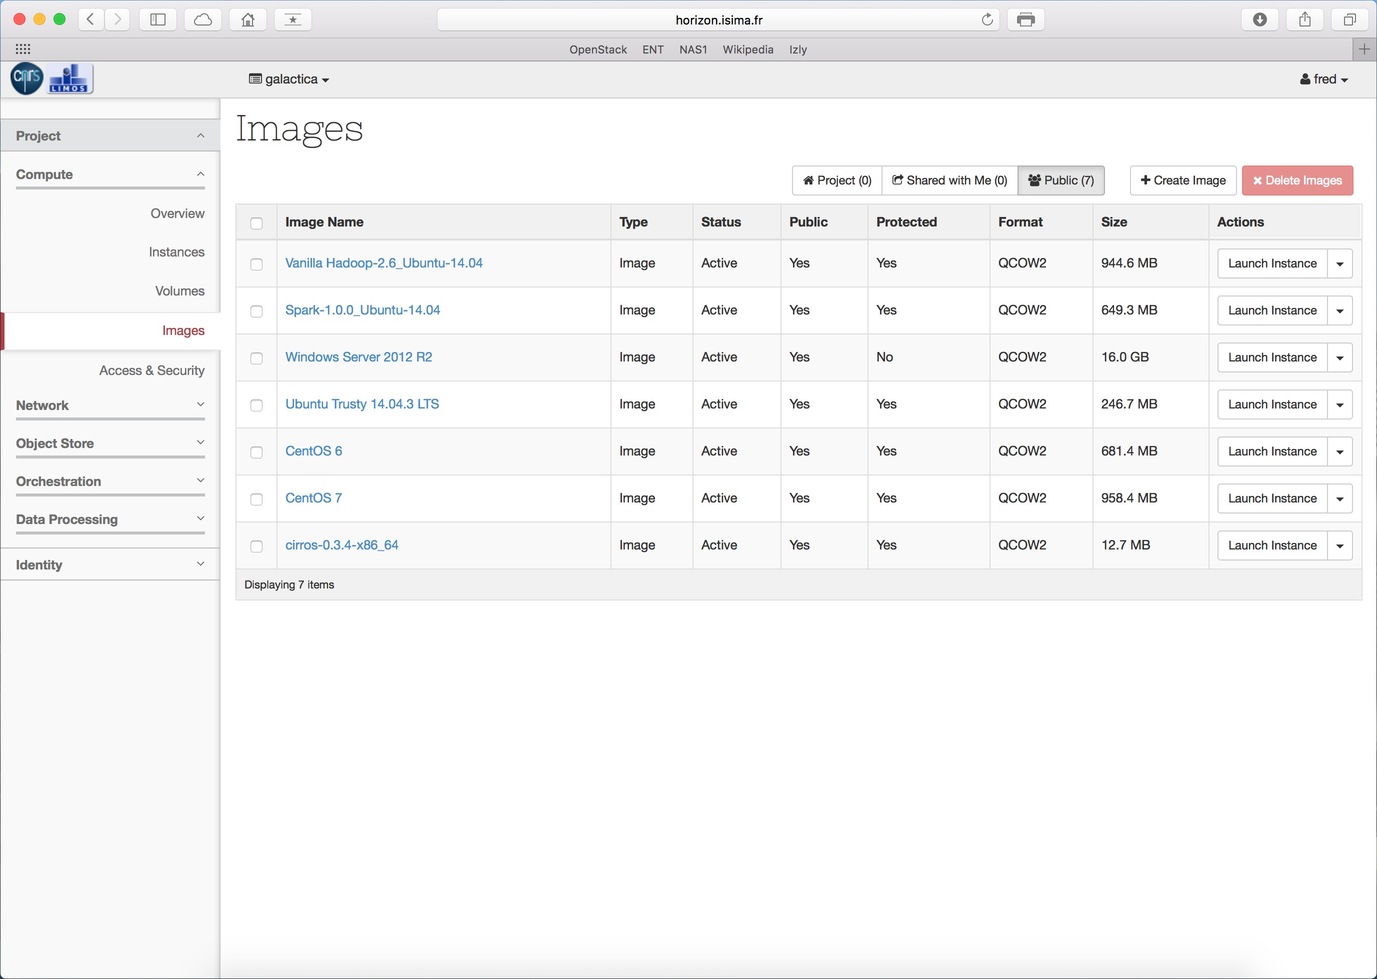 horizon.isima.fr
OpenStack ENT NAS1 Wikipedia Izly
cnrs LIMOS galactica fred
Project
Compute
Overview
Instances
Volumes
Images
Access & Security
Network
Object Store
Orchestration
Data Processing
Identity
Images
Project (0) Shared with Me (0) Public (7) Create Image Delete Images
Image Name Type Status Public Protected Format Size Actions
Vanilla Hadoop-2.6_Ubuntu-14.04 Image Active Yes Yes QCOW2 944.6 MB Launch Instance
Spark-1.0.0_Ubuntu-14.04 Image Active Yes Yes QCOW2 649.3 MB Launch Instance
Windows Server 2012 R2 Image Active Yes No QCOW2 16.0 GB Launch Instance
Ubuntu Trusty 14.04.3 LTS Image Active Yes Yes QCOW2 246.7 MB Launch Instance
CentOS 6 Image Active Yes Yes QCOW2 681.4 MB Launch Instance
CentOS 7 Image Active Yes Yes QCOW2 958.4 MB Launch Instance
cirros-0.3.4-x86_64 Image Active Yes Yes QCOW2 12.7 MB Launch Instance
Displaying 7 items